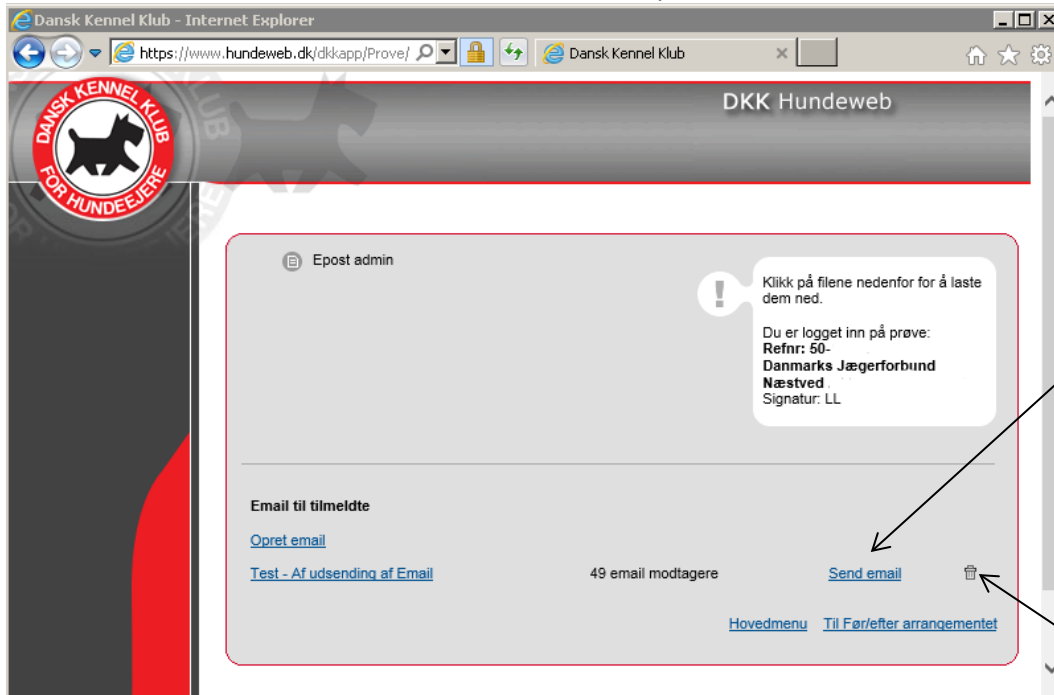 Dansk Kennel Klub - Internet Explorer
https://www.hundeweb.dk/dkkapp/Prove/
Dansk Kennel Klub
DANSK KENNEL KLUB
FOR HUNDEEJERE
DKK Hundeweb
Epost admin
!
Klikk på filene nedenfor for å laste
dem ned.
Du er logget inn på prøve:
Refnr: 50-
Danmarks Jægerforbund
Næstved
Signatur: LL
Email til tilmeldte
Opret email
Test - Af udsending af Email
49 email modtagere
Send email
Hovedmenu
Til Før/efter arrangementet